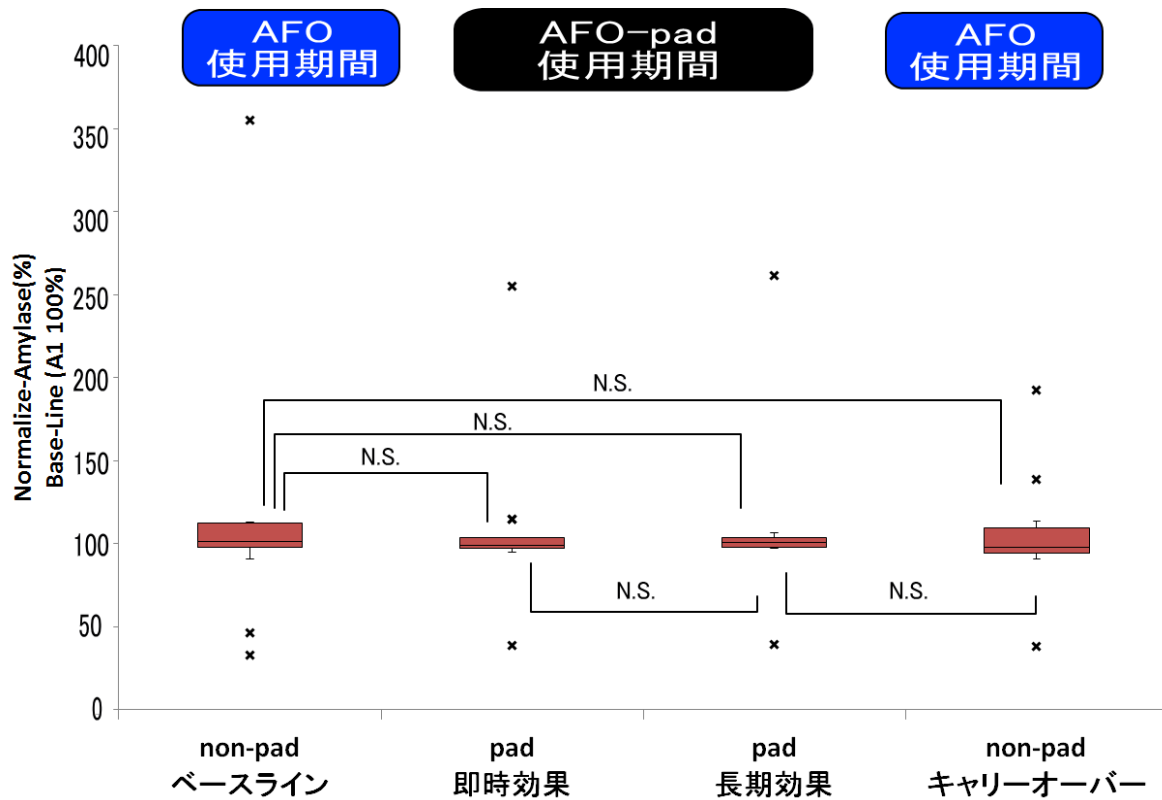 AFO
使用期間
AFO-pad
使用期間
AFO
使用期間
Normalize-Amylase(%)
Base-Line (A1 100%)
400
350
300
250
200
150
100
50
0
N.S.
N.S.
N.S.
N.S.
N.S.
non-pad
ベースライン
pad
即時効果
pad
長期効果
non-pad
キャリーオーバー